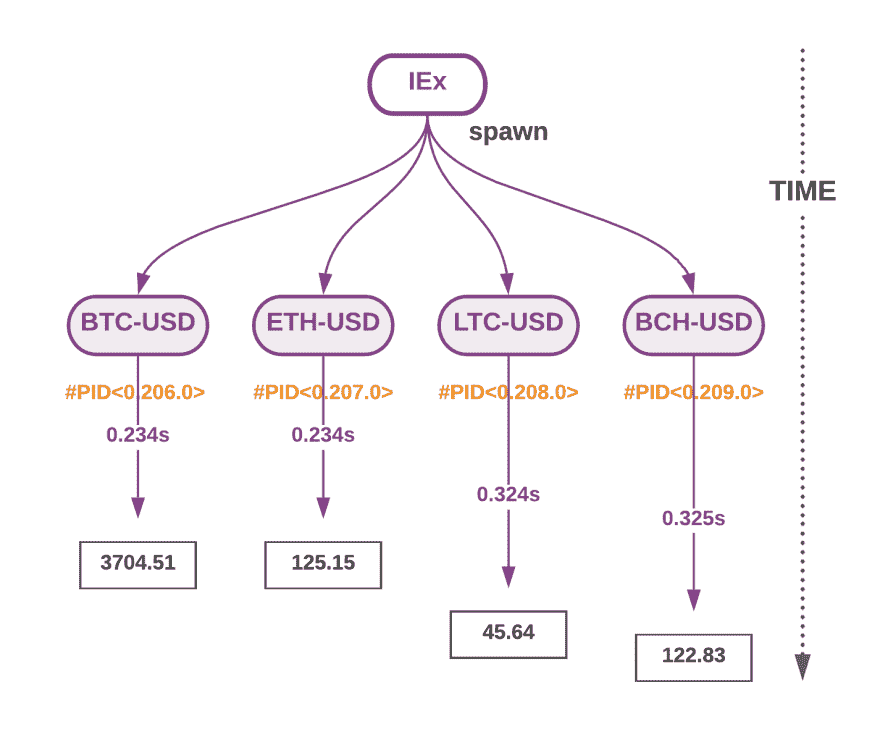 IEx
spawn
TIME
BTC-USD
ETH-USD
LTC-USD
BCH-USD
#PID<0.206.0>
#PID<0.207.0>
#PID<0.208.0>
#PID<0.209.0>
0.234s
0.234s
0.324s
0.325s
3704.51
125.15
45.64
122.83